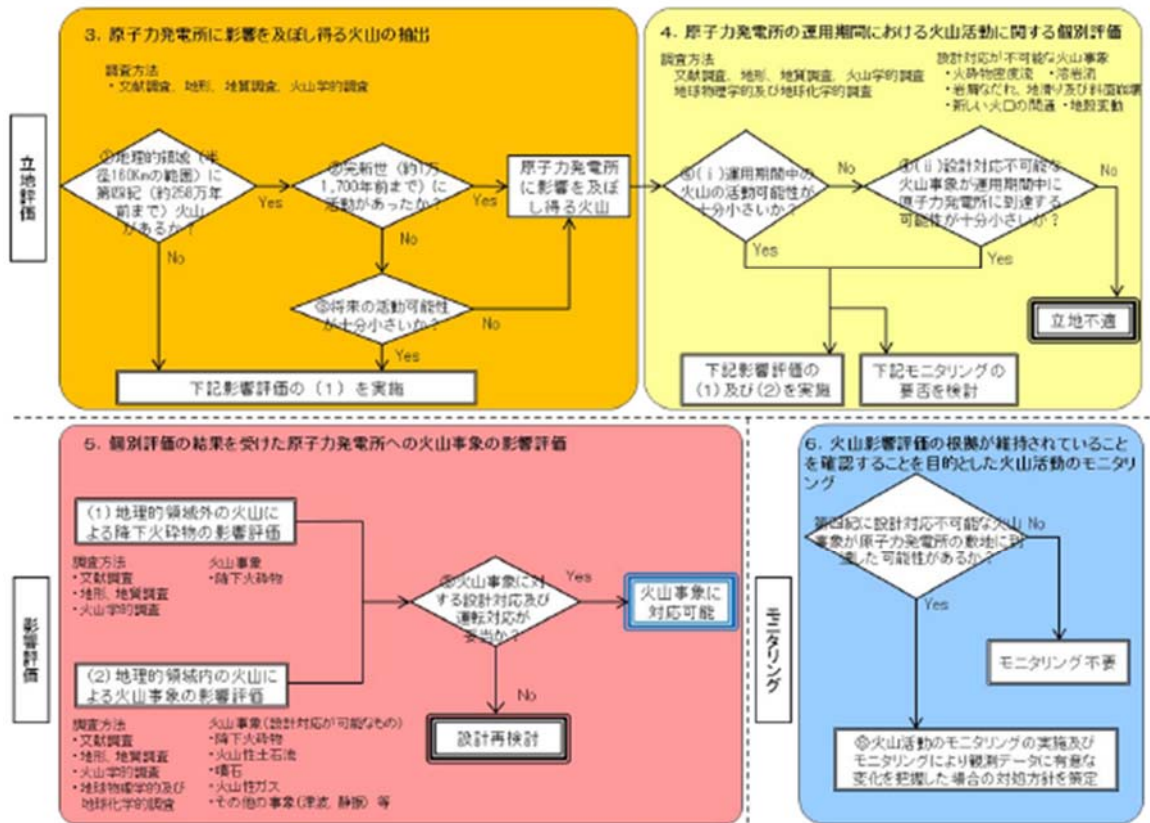 3. 原子力発電所に影響を及ぼし得る火山の抽出
調査方法
・文献調査、地形、地質調査、火山学的調査
立地評価
①地理的領域（半
径160Kmの範囲）に
第四紀（約258万年
前まで）火山
があるか？
Yes
No
②完新世（約1万
1,700年前まで）に
活動があったか？
Yes
No
原子力発電所
に影響を及ぼ
し得る火山
③将来の活動可能性
が十分小さいか？
No
Yes
下記影響評価の（1）を実施
4. 原子力発電所の運用期間における火山活動に関する個別評価
調査方法
文献調査、地形、地質調査、火山学的調査
地球物理学的及び地球化学的調査
設計対応が不可能な火山事象
・火砕物密度流 ・溶岩流
・岩屑なだれ、地滑り及び斜面崩壊
・新しい火口の開通 ・地殻変動
(ⅰ)運用期間中の
火山の活動可能性が
十分小さいか？
No
Yes
(ⅱ)設計対応不可能な
火山事象が運用期間中に
原子力発電所に到達する
可能性が十分小さいか？
No
Yes
立地不適
下記影響評価の
(1)及び(2)を実施
下記モニタリングの
要否を検討
5. 個別評価の結果を受けた原子力発電所への火山事象の影響評価
影響評価
(1)地理的領域外の火山に
よる降下火砕物の影響評価
調査方法
・文献調査
・地形、地質調査
・火山学的調査
火山事象
・降下火砕物
(2)地理的領域内の火山に
よる火山事象の影響評価
調査方法
・文献調査
・地形、地質調査
・火山学的調査
・地球物理学的及び
地球化学的調査
火山事象(設計対応が可能なもの)
・降下火砕物
・火山性土石流
・噴石
・火山性ガス
・その他の事象(津波、静振)等
火山事象に対
する設計対応及び
運転対応が
妥当か？
Yes
No
火山事象に
対応可能
設計再検討
6. 火山影響評価の根拠が維持されていること
を確認することを目的とした火山活動のモニタ
リング
モニタリング
第四紀に設計対応不可能な火山
事象が原子力発電所の敷地に到
達した可能性があるか？
No
Yes
モニタリング不要
火山活動のモニタリングの実施及び
モニタリングにより観測データに有意な
変化を把握した場合の対処方針を策定